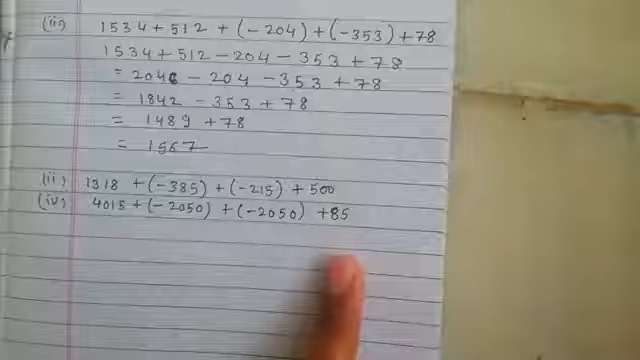 (iii) 1534 + 512 + (-204) + (-353) + 78
1534 + 512 - 204 - 353 + 78
= 2046 - 204 - 353 + 78
= 1842 - 353 + 78
= 1489 + 78
= 1567
(ii) 1318 + (-385) + (-215) + 500
(iv) 4015 + (-2050) + (-2050) + 85